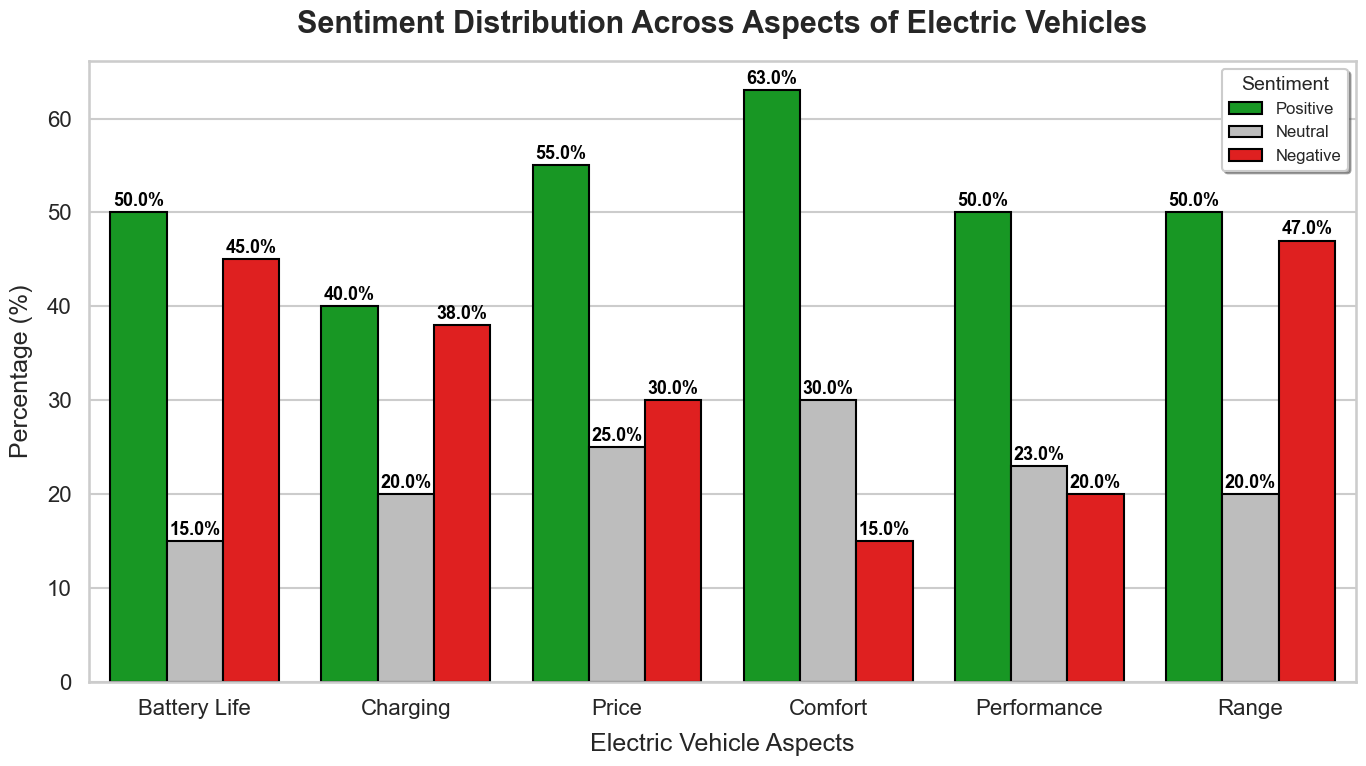 Sentiment Distribution Across Aspects of Electric Vehicles
Sentiment
Positive
Neutral
Negative
Percentage (%)
60
50
40
30
20
10
0
50.0%
15.0%
45.0%
40.0%
20.0%
38.0%
55.0%
25.0%
30.0%
63.0%
30.0%
15.0%
50.0%
23.0%
20.0%
50.0%
20.0%
47.0%
Battery Life
Charging
Price
Comfort
Performance
Range
Electric Vehicle Aspects